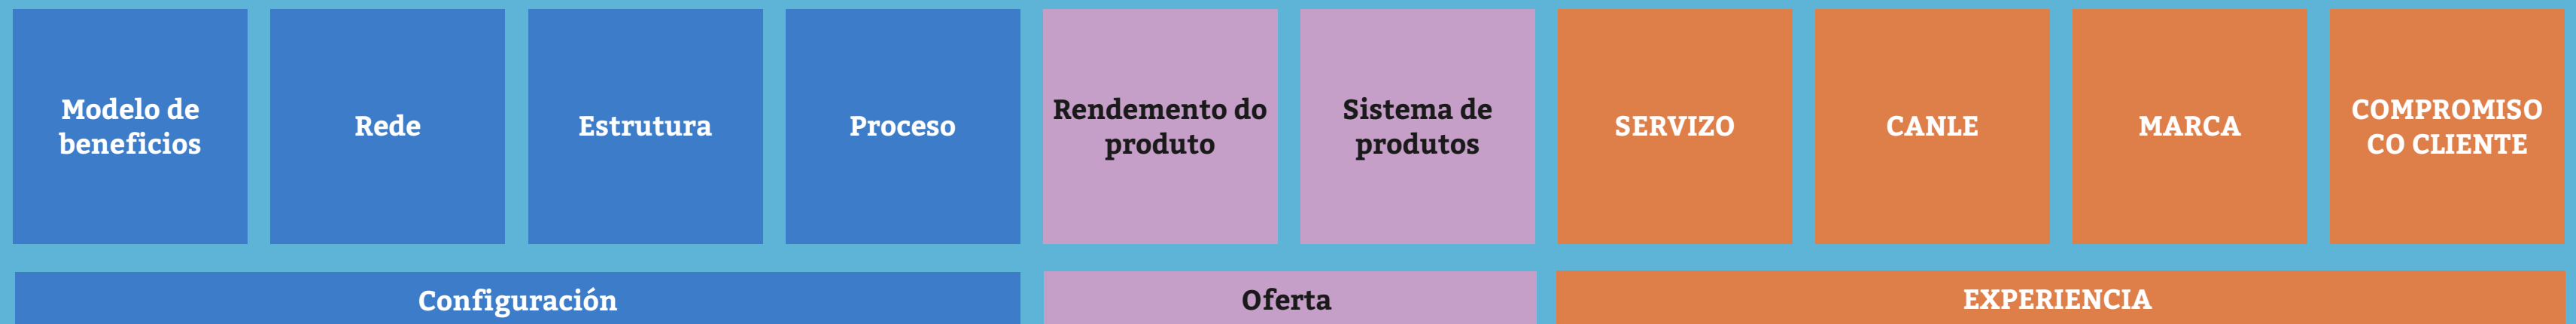 Modelo de
beneficios
Rede
Estrutura
Proceso
Rendemento do
produto
Sistema de
produtos
SERVIZO
CANLE
MARCA
COMPROMISO
CO CLIENTE
Configuración
Oferta
EXPERIENCIA